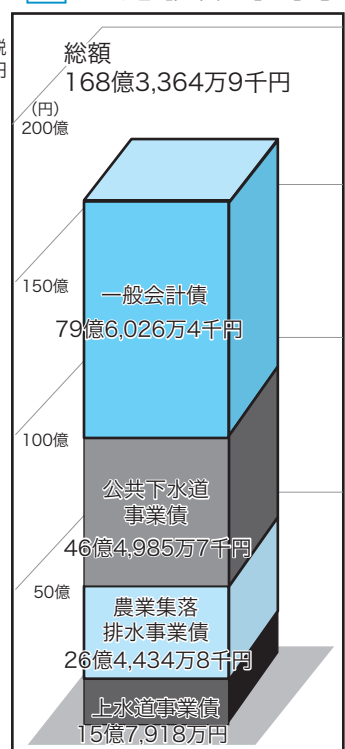 税
円
総額
168億3,364万9千円
（円）
200億
150億
一般会計債
79億6,026万4千円
100億
公共下水道
事業債
46億4,985万7千円
50億
農業集落
排水事業債
26億4,434万8千円
上水道事業債
15億7,918万円